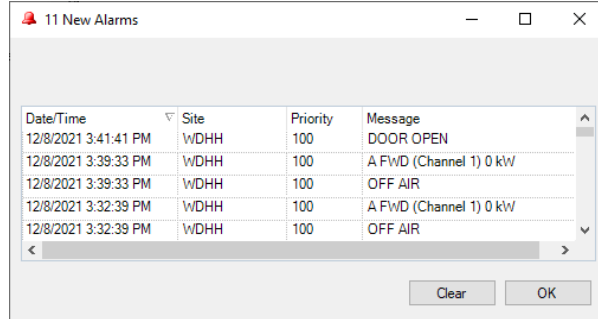 11 New Alarms
Date/Time Site Priority Message
12/8/2021 3:41:41 PM WDHH 100 DOOR OPEN
12/8/2021 3:39:33 PM WDHH 100 A FWD (Channel 1) 0 kW
12/8/2021 3:39:33 PM WDHH 100 OFF AIR
12/8/2021 3:32:39 PM WDHH 100 A FWD (Channel 1) 0 kW
12/8/2021 3:32:39 PM WDHH 100 OFF AIR
Clear OK